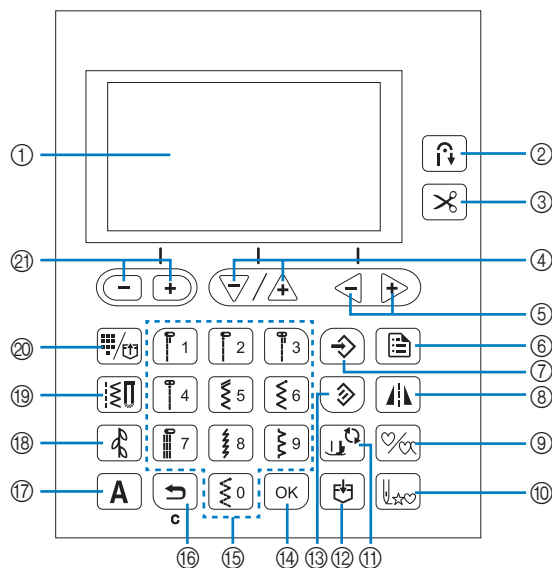 ① ②
③
− + − / + − + ④
㉑ ⑤
⑳ 1 2 3 ⑥
⑦
⑲ 4 5 6 ⑧
⑱ 7 8 9 ⑨
⑰ A 0 OK ⑩
C
⑯ ⑮ ⑭ ⑬ ⑫ ⑪